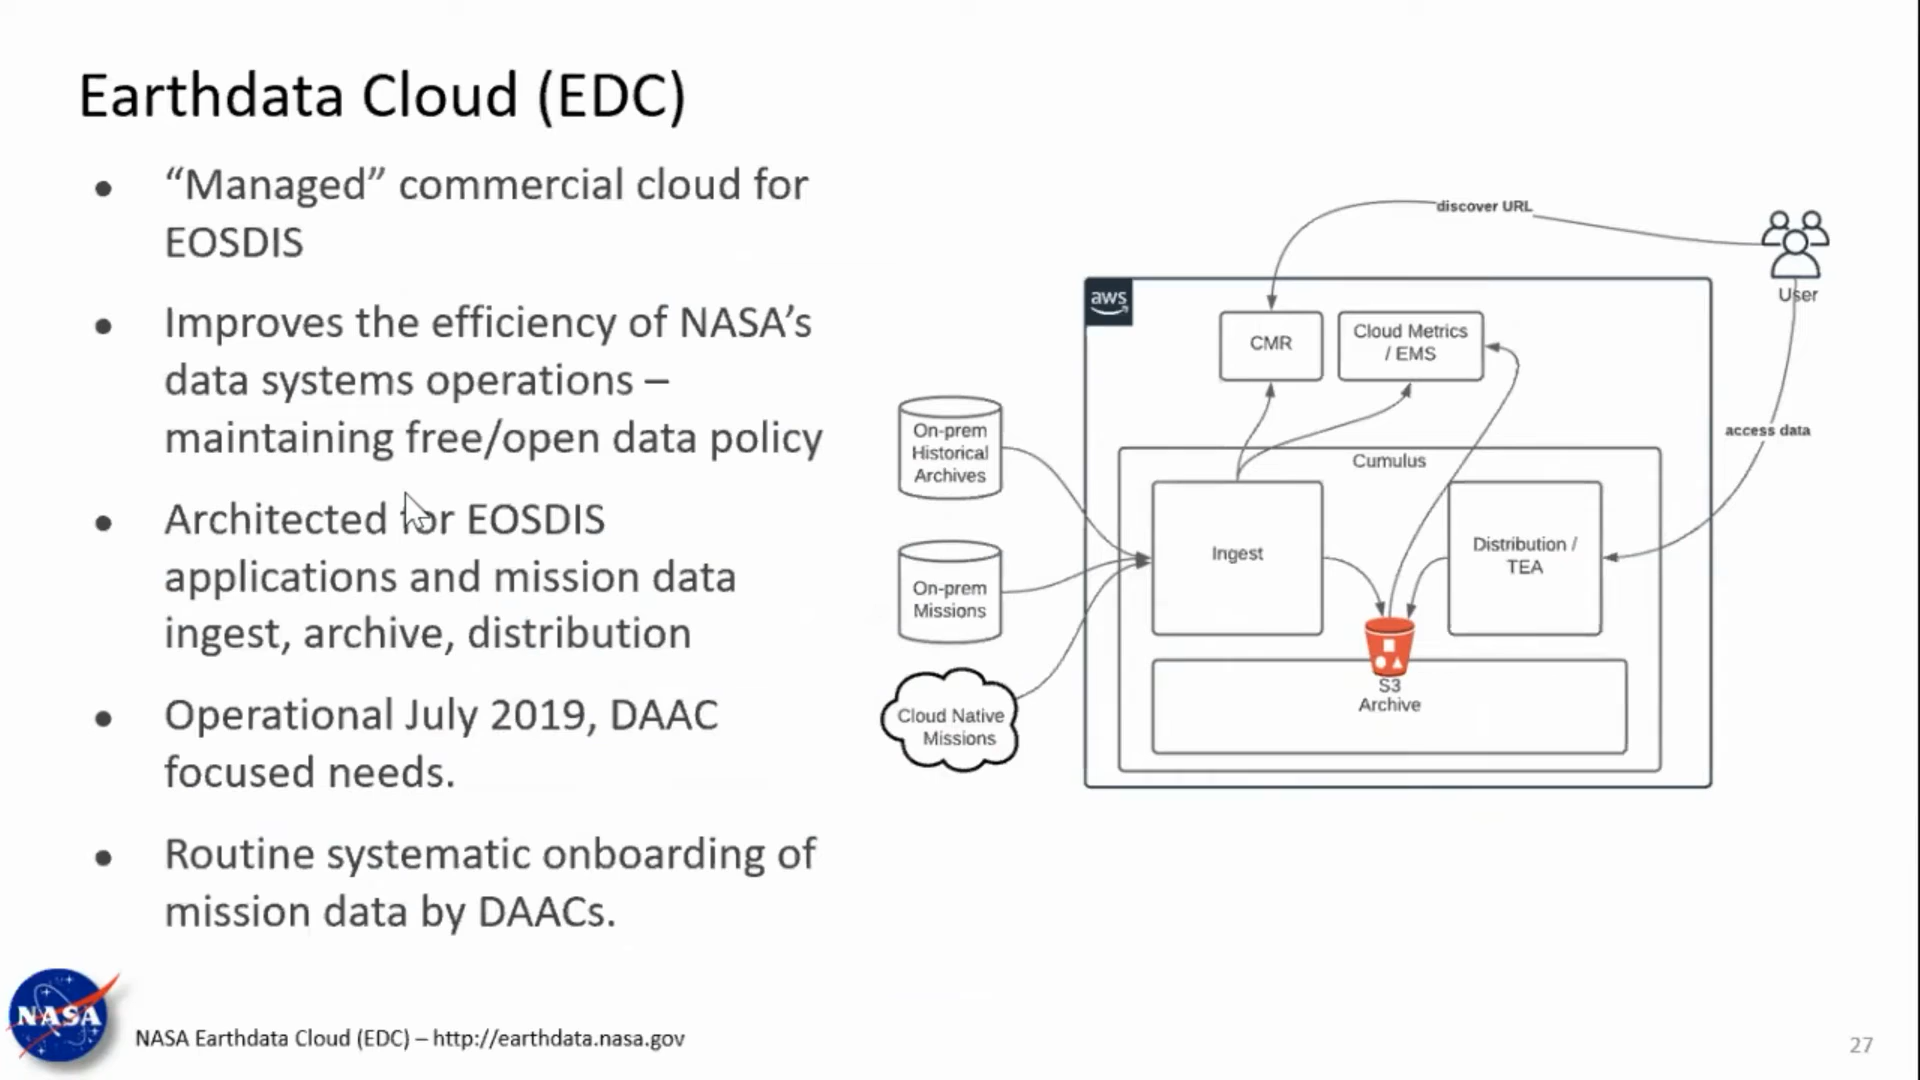 Earthdata Cloud (EDC)
● “Managed” commercial cloud for
EOSDIS
● Improves the efficiency of NASA’s
data systems operations –
maintaining free/open data policy
● Architected for EOSDIS
applications and mission data
ingest, archive, distribution
● Operational July 2019, DAAC
focused needs.
● Routine systematic onboarding of
mission data by DAACs.
discover URL
User
aws
CMR
Cloud Metrics
/ EMS
access data
On-prem
Historical
Archives
Cumulus
Ingest
Distribution /
TEA
On-prem
Missions
S3
Archive
Cloud Native
Missions
NASA
NASA Earthdata Cloud (EDC) – http://earthdata.nasa.gov
27